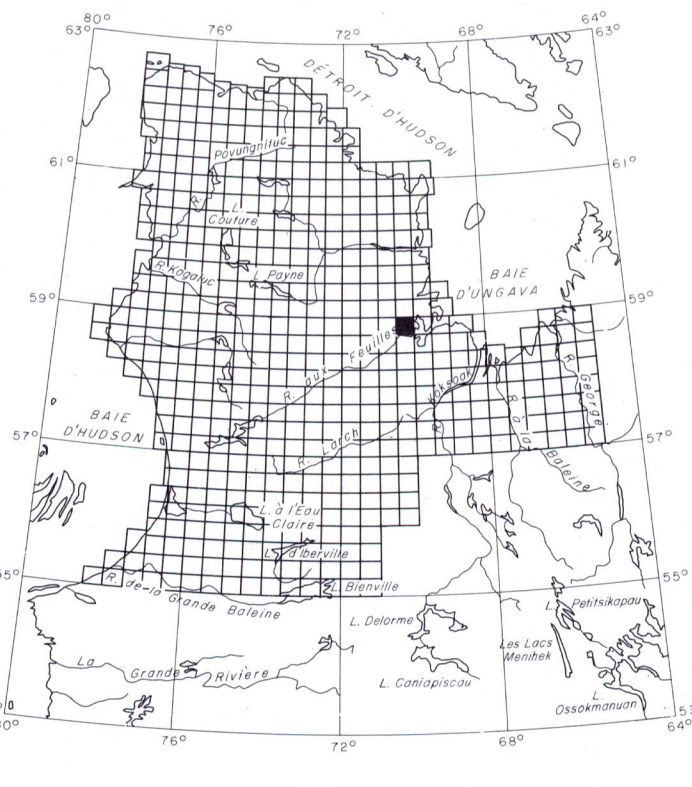 80°
76°
72°
64°
63°
60°
63°
DÉTROIT D'HUDSON
61°
61°
R. Povungnituc
L.
Couture
R. Kogaluc
L. Payne
BAIE
D'UNGAVA
59°
59°
R. aux Feuilles
Koksoak
R.
R. à la Baleine
R. George
BAIE
D'HUDSON
57°
57°
R. Larch
L. à l'Eau
Claire
L. d'Iberville
55°
55°
R. de-la Grande Baleine
L. Bienville
L. Delorme
L. Petitsikapau
Les Lacs
Menihek
La Grande Rivière
L. Caniapiscau
L.
Ossokmanuan
53
80°
64°
76°
72°
68°